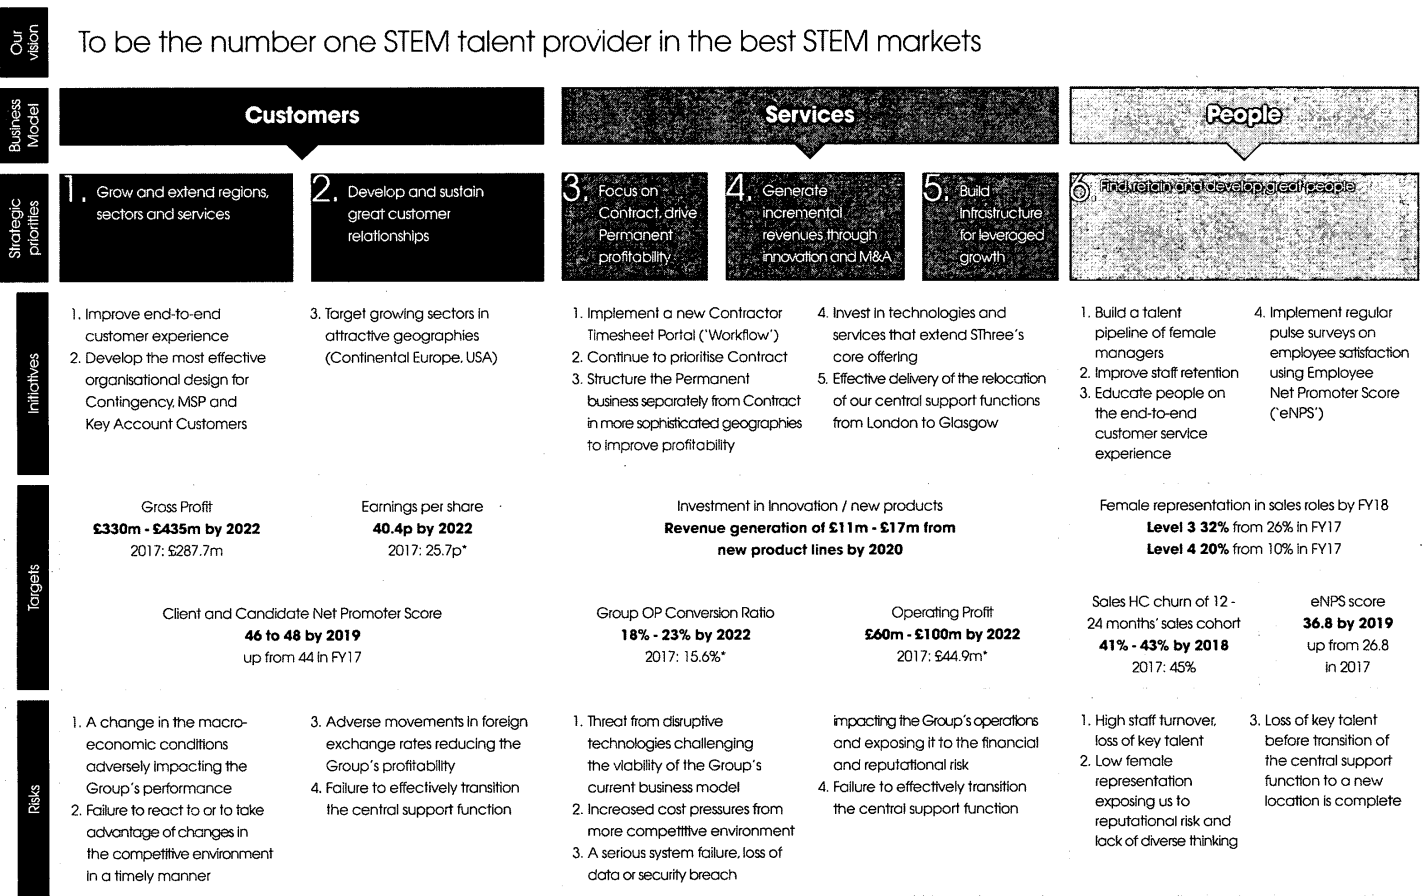 Our
vision
To be the number one STEM talent provider in the best STEM markets
Business
Model
Customers
Services
People
Strategic
priorities
1. Grow and extend regions,
sectors and services
2. Develop and sustain
great customer
relationships
3. Focus on
Contract, drive
Permanent
profitability
4. Generate
incremental
revenues through
innovation and M&A
5. Build
Infrastructure
for leveraged
growth
6. Find, retain and develop great people
Initiatives
1. Improve end-to-end
customer experience
2. Develop the most effective
organisational design for
Contingency, MSP and
Key Account Customers
3. Target growing sectors in
attractive geographies
(Continental Europe, USA)
1. Implement a new Contractor
Timesheet Portal ('Workflow')
2. Continue to prioritise Contract
3. Structure the Permanent
business separately from Contract
in more sophisticated geographies
to improve profitability
4. Invest in technologies and
services that extend SThree's
core offering
5. Effective delivery of the relocation
of our central support functions
from London to Glasgow
1. Build a talent
pipeline of female
managers
2. Improve staff retention
3. Educate people on
the end-to-end
customer service
experience
4. Implement regular
pulse surveys on
employee satisfaction
using Employee
Net Promoter Score
('eNPS')
Targets
Gross Profit
£330m - £435m by 2022
2017: £287.7m
Earnings per share
40.4p by 2022
2017: 25.7p*
Client and Candidate Net Promoter Score
46 to 48 by 2019
up from 44 in FY17
Investment in Innovation / new products
Revenue generation of £11m - £17m from
new product lines by 2020
Group OP Conversion Ratio
18% - 23% by 2022
2017: 15.6%*
Operating Profit
£60m - £100m by 2022
2017: £44.9m*
Female representation in sales roles by FY18
Level 3 32% from 26% in FY17
Level 4 20% from 10% in FY17
Sales HC churn of 12 -
24 months' sales cohort
41% - 43% by 2018
2017: 45%
eNPS score
36.8 by 2019
up from 26.8
in 2017
Risks
1. A change in the macro-
economic conditions
adversely impacting the
Group's performance
2. Failure to react to or to take
advantage of changes in
the competitive environment
in a timely manner
3. Adverse movements in foreign
exchange rates reducing the
Group's profitability
4. Failure to effectively transition
the central support function
1. Threat from disruptive
technologies challenging
the viability of the Group's
current business model
2. Increased cost pressures from
more competitive environment
3. A serious system failure, loss of
data or security breach
impacting the Group's operations
and exposing it to the financial
and reputational risk
4. Failure to effectively transition
the central support function
1. High staff turnover,
loss of key talent
2. Low female
representation
exposing us to
reputational risk and
lack of diverse thinking
3. Loss of key talent
before transition of
the central support
function to a new
location is complete